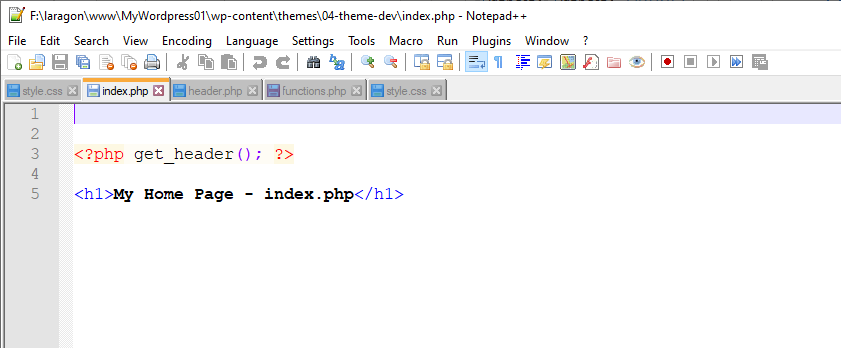 F:\laragon\www\MyWordpress01\wp-content\themes\04-theme-dev\index.php - Notepad++
File Edit Search View Encoding Language Settings Tools Macro Run Plugins Window ?
style.css index.php header.php functions.php style.css
1
2
3 <?php get_header(); ?>
4
5 <h1>My Home Page - index.php</h1>